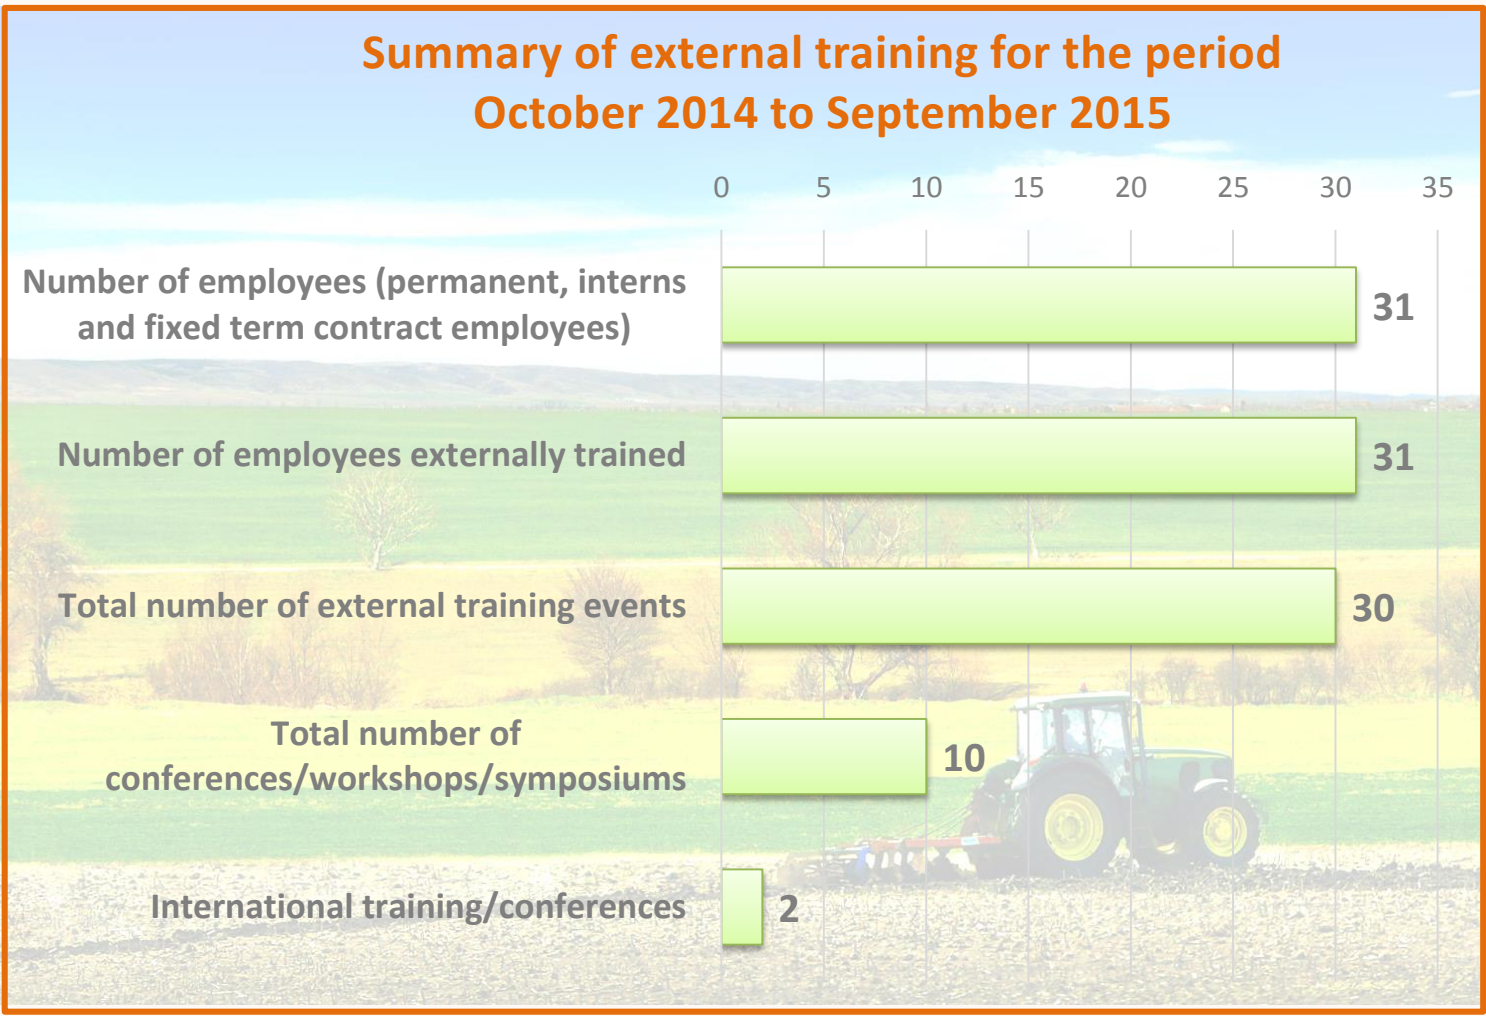 Summary of external training for the period
October 2014 to September 2015
0 5 10 15 20 25 30 35
Number of employees (permanent, interns
and fixed term contract employees)
31
Number of employees externally trained
31
Total number of external training events
30
Total number of
conferences/workshops/symposiums
10
International training/conferences
2